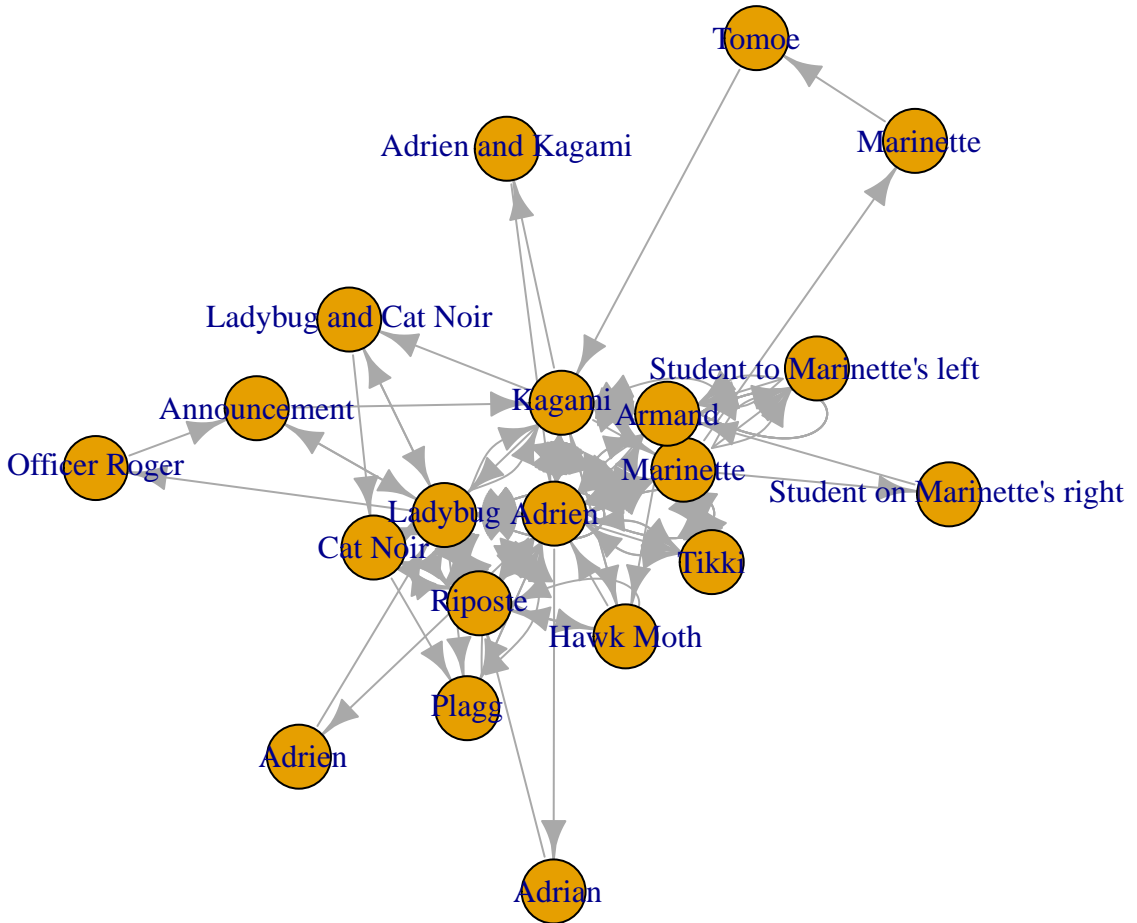 Tomoe
Marinette
Adrien and Kagami
Ladybug and Cat Noir
Student to Marinette's left
Kagami
Announcement
Armand
Officer Roger
Marinette
Student on Marinette's right
Ladybug
Adrien
Cat Noir
Tikki
Riposte
Hawk Moth
Plagg
Adrien
Adrian